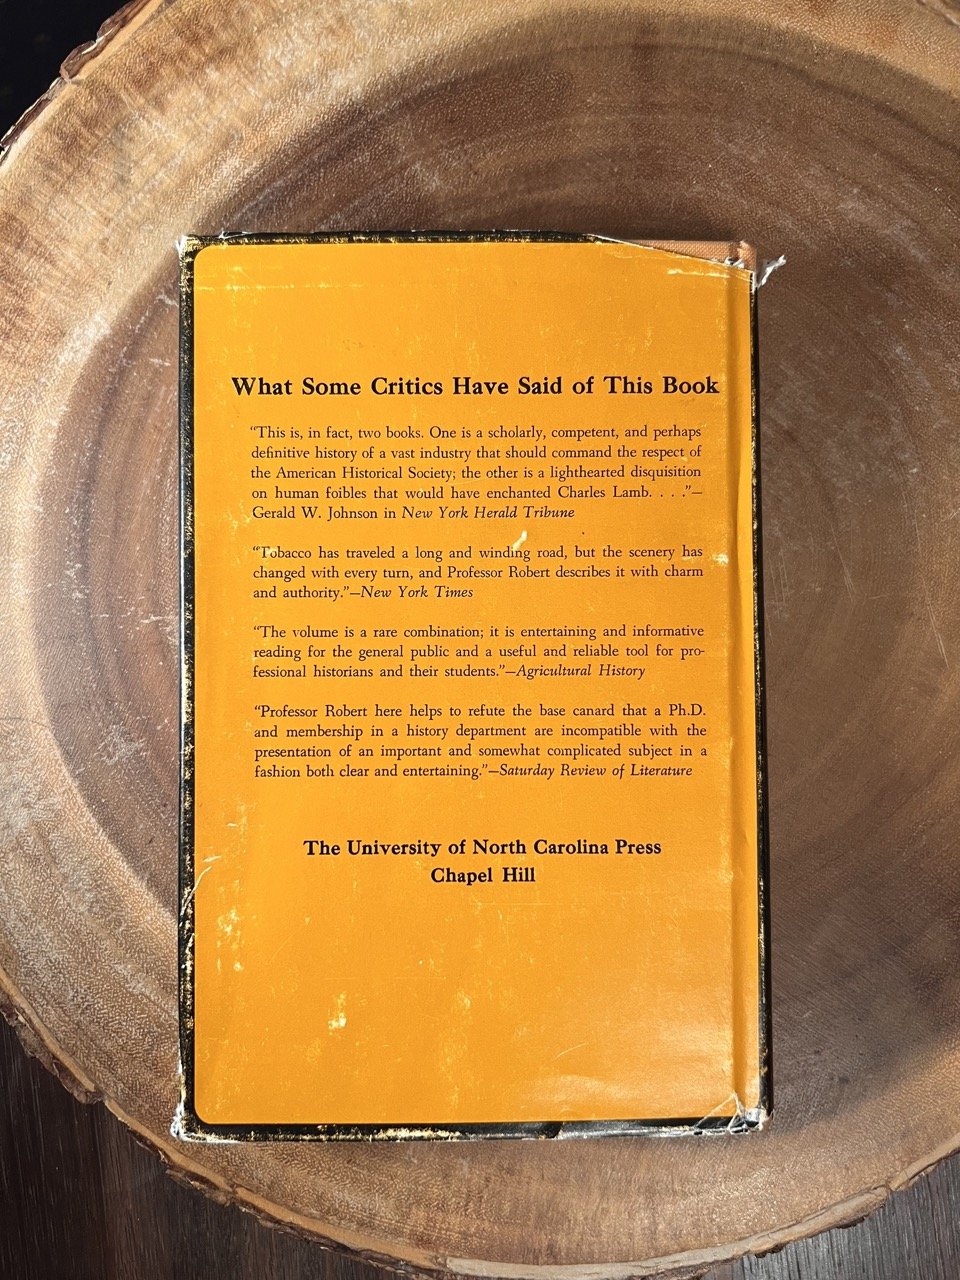 What Some Critics Have Said of This Book
“This is, in fact, two books. One is a scholarly, competent, and perhaps
definitive history of a vast industry that should command the respect of
the American Historical Society; the other is a lighthearted disquisition
on human foibles that would have enchanted Charles Lamb. . . .”—
Gerald W. Johnson in New York Herald Tribune
“Tobacco has traveled a long and winding road, but the scenery has
changed with every turn, and Professor Robert describes it with charm
and authority.”—New York Times
“The volume is a rare combination; it is entertaining and informative
reading for the general public and a useful and reliable tool for pro-
fessional historians and their students.”—Agricultural History
“Professor Robert here helps to refute the base canard that a Ph.D.
and membership in a history department are incompatible with the
presentation of an important and somewhat complicated subject in a
fashion both clear and entertaining.”—Saturday Review of Literature
The University of North Carolina Press
Chapel Hill